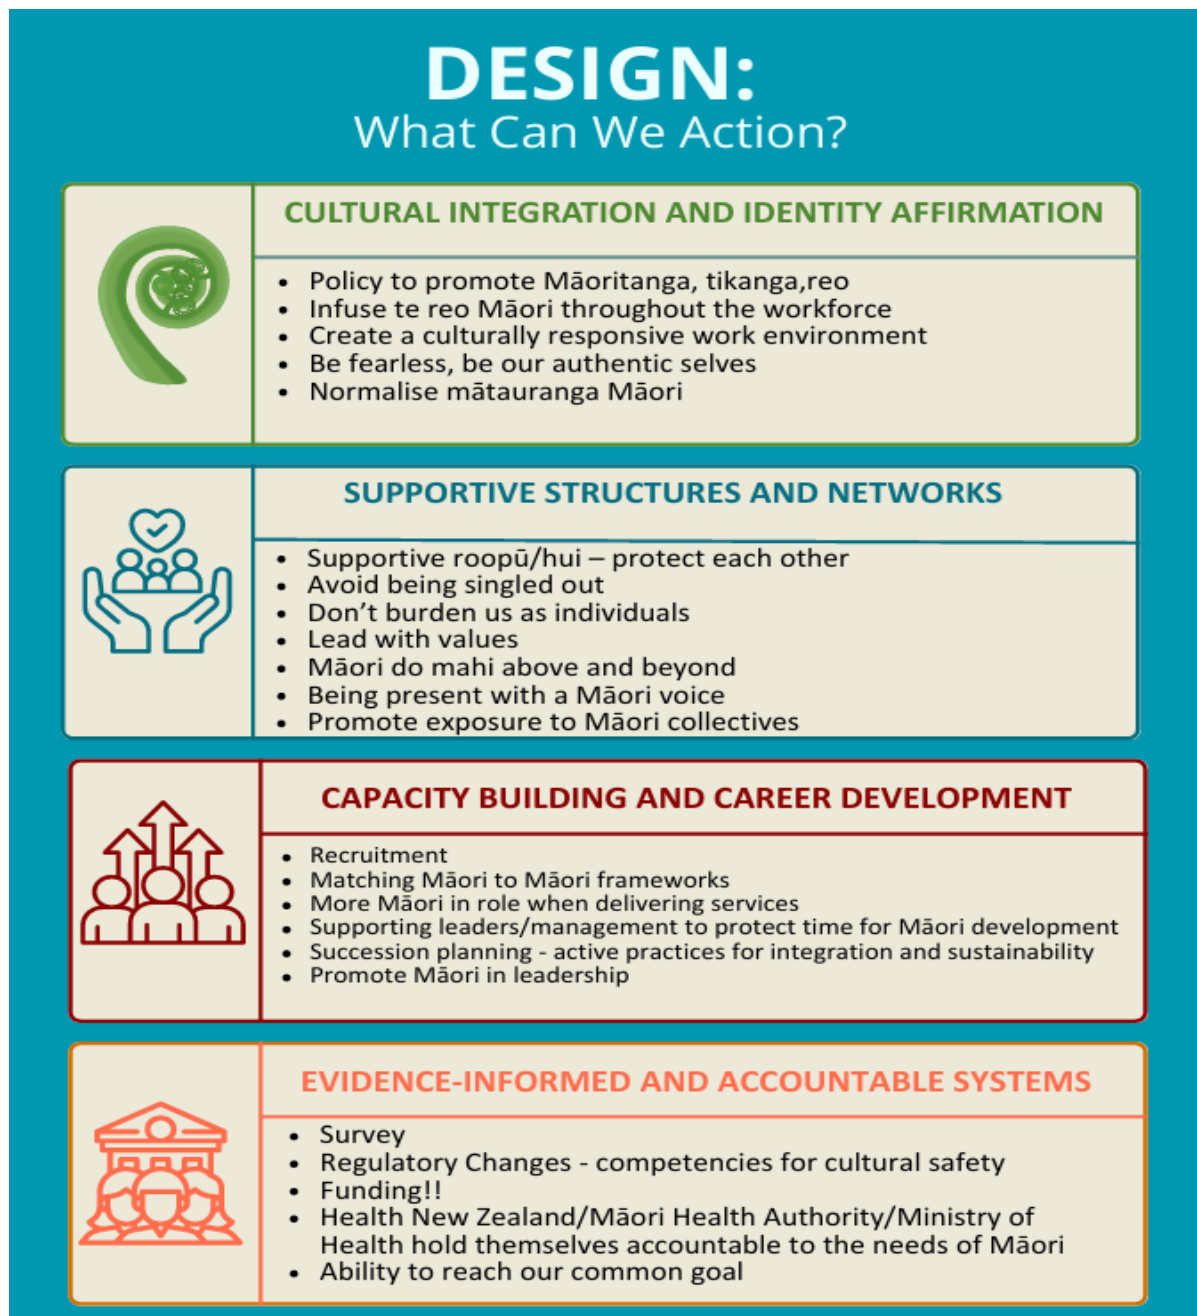 DESIGN:
What Can We Action?
CULTURAL INTEGRATION AND IDENTITY AFFIRMATION
• Policy to promote Māoritanga, tikanga,reo
• Infuse te reo Māori throughout the workforce
• Create a culturally responsive work environment
• Be fearless, be our authentic selves
• Normalise mātauranga Māori
SUPPORTIVE STRUCTURES AND NETWORKS
• Supportive roopū/hui – protect each other
• Avoid being singled out
• Don’t burden us as individuals
• Lead with values
• Māori do mahi above and beyond
• Being present with a Māori voice
• Promote exposure to Māori collectives
CAPACITY BUILDING AND CAREER DEVELOPMENT
• Recruitment
• Matching Māori to Māori frameworks
• More Māori in role when delivering services
• Supporting leaders/management to protect time for Māori development
• Succession planning - active practices for integration and sustainability
• Promote Māori in leadership
EVIDENCE-INFORMED AND ACCOUNTABLE SYSTEMS
• Survey
• Regulatory Changes - competencies for cultural safety
• Funding!!
• Health New Zealand/Māori Health Authority/Ministry of
Health hold themselves accountable to the needs of Māori
• Ability to reach our common goal